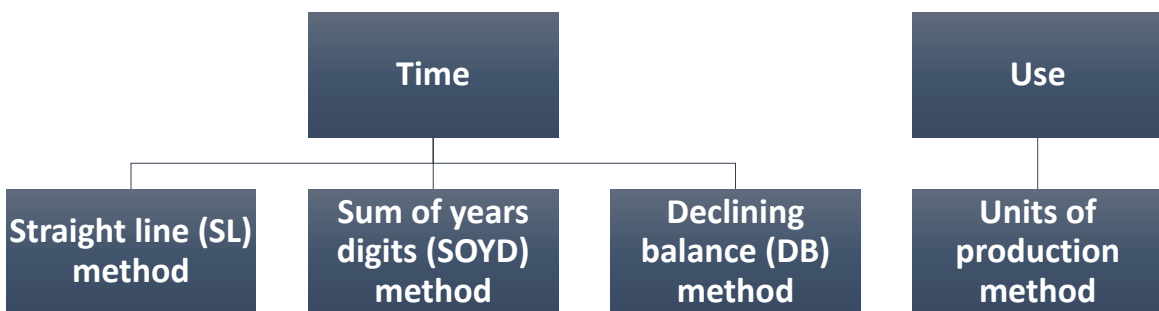 Time
Use
Straight line (SL)
method
Sum of years
digits (SOYD)
method
Declining
balance (DB)
method
Units of
production
method